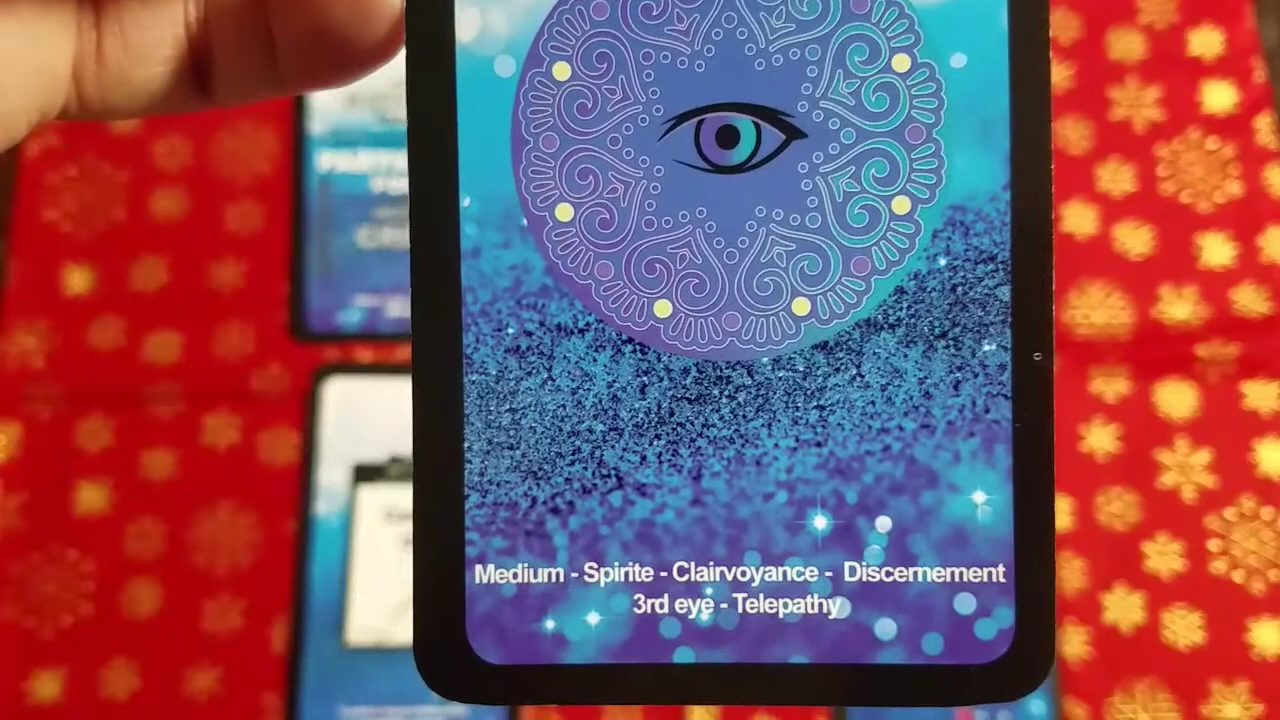 Medium - Spirite - Clairvoyance - Discernement
3rd eye - Telepathy